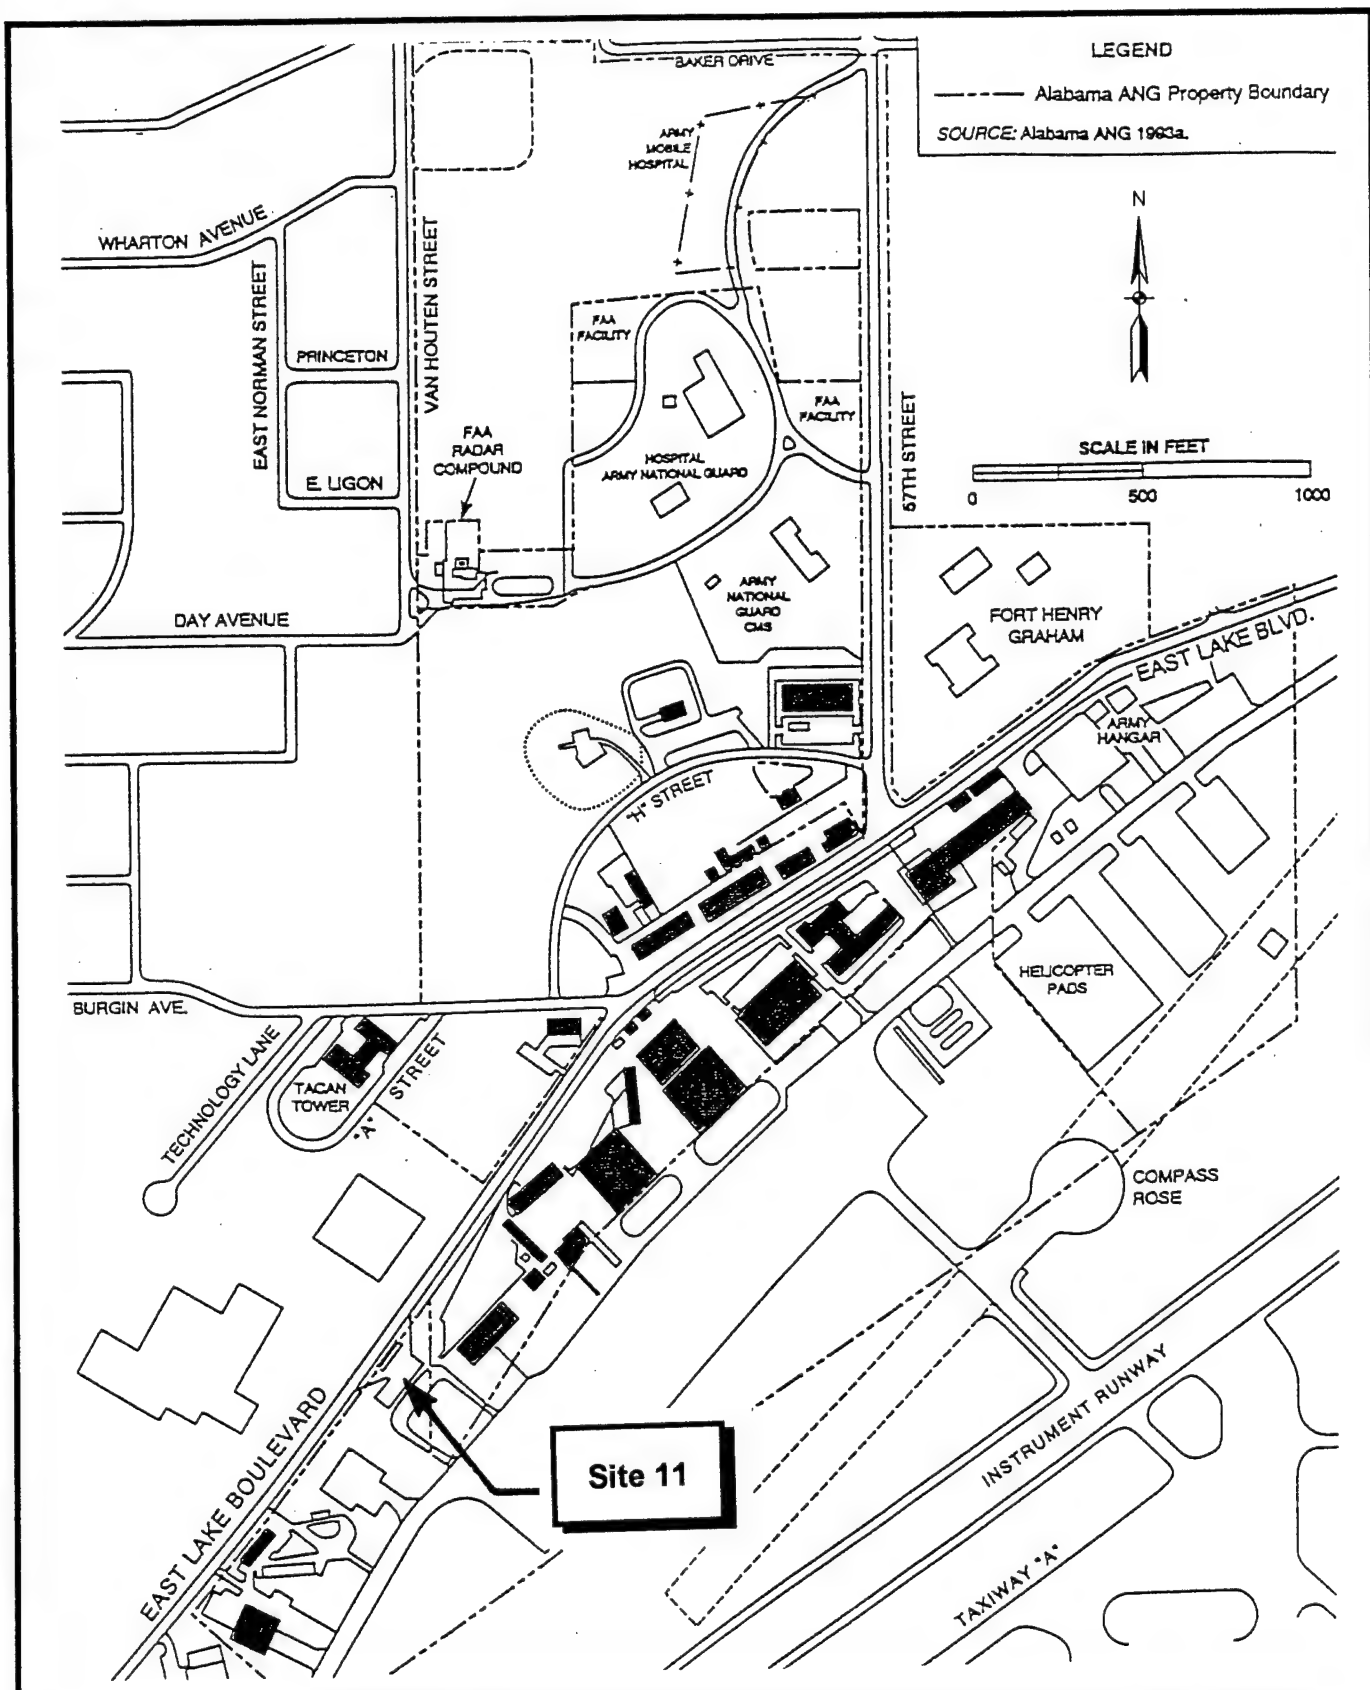 LEGEND
Alabama ANG Property Boundary
SOURCE: Alabama ANG 1993a.
BAKER DRIVE
ARMY
MOBILE
HOSPITAL
N
WHARTON AVENUE
EAST NORMAN STREET
VAN HOUTEN STREET
FAA
FACILITY
PRINCETON
FAA
FACILITY
57TH STREET
FAA
RADAR
COMPOUND
SCALE IN FEET
0 500 1000
HOSPITAL
ARMY NATIONAL GUARD
E. LIGON
ARMY
NATIONAL
GUARD
CMS
FORT HENRY
GRAHAM
DAY AVENUE
EAST LAKE BLVD.
ARMY
HANGAR
"H" STREET
HELICOPTER
PADS
BURGIN AVE.
TECHNOLOGY LANE
TACAN
TOWER
"A" STREET
COMPASS
ROSE
INSTRUMENT RUNWAY
EAST LAKE BOULEVARD
Site 11
TAXIWAY "A"